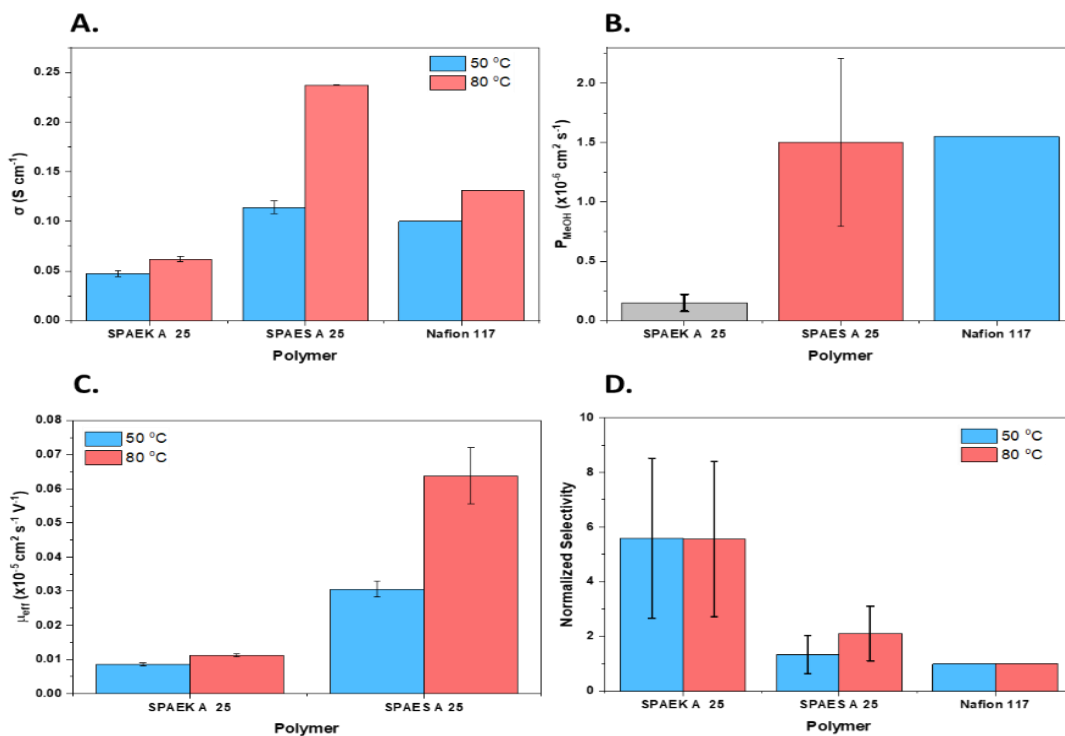 A.
50 °C
80 °C
0.25
0.20
0.15
0.10
0.05
0.00
σ (S cm⁻¹)
SPAEK A 25
SPAES A 25
Nafion 117
Polymer
B.
2.0
1.5
1.0
0.5
0.0
P_MeOH (x10⁻⁶ cm² s⁻¹)
SPAEK A 25
SPAES A 25
Nafion 117
Polymer
C.
50 °C
80 °C
0.08
0.07
0.06
0.05
0.04
0.03
0.02
0.01
0.00
μ_eff (x10⁻⁵ cm² s⁻¹ V⁻¹)
SPAEK A 25
SPAES A 25
Polymer
D.
50 °C
80 °C
10
8
6
4
2
0
Normalized Selectivity
SPAEK A 25
SPAES A 25
Nafion 117
Polymer